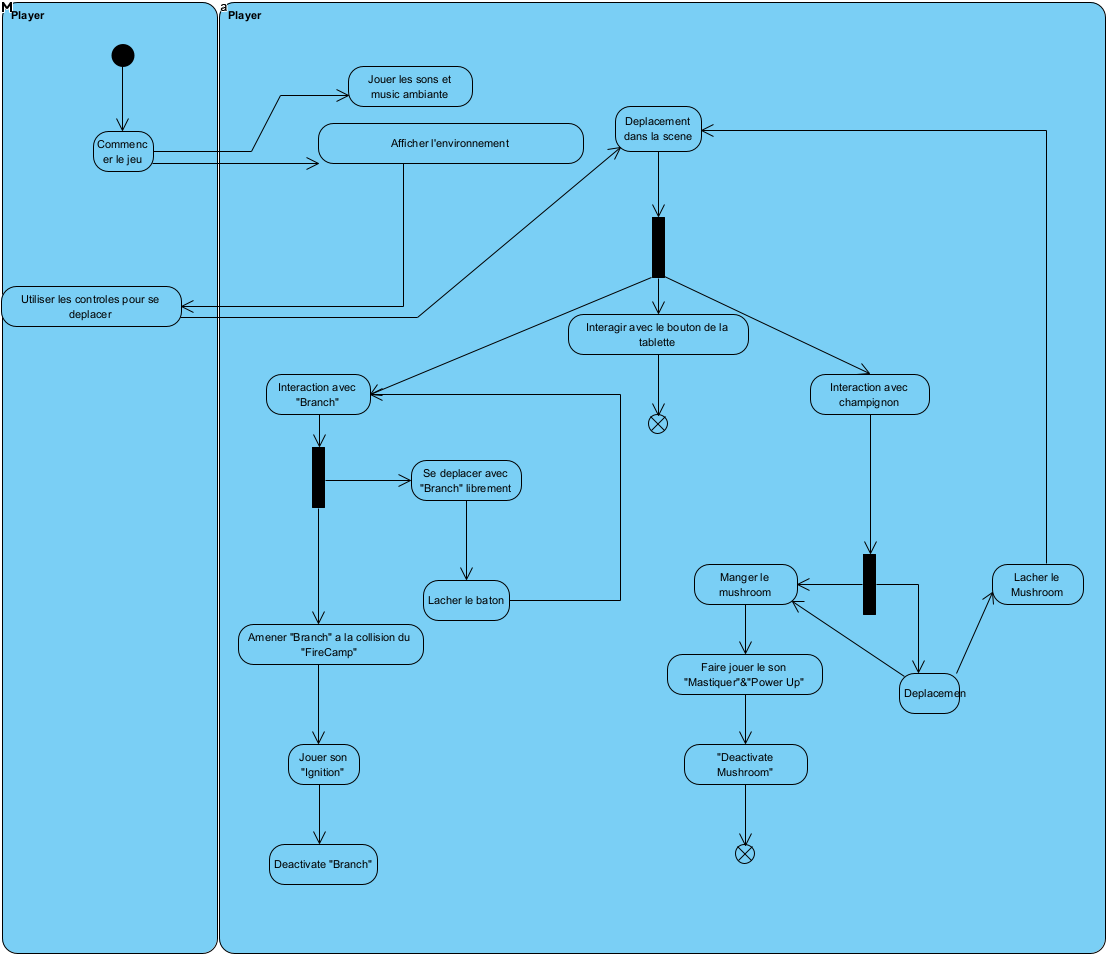 M
Player
a
Player
Jouer les sons et
music ambiante
Commenc
er le jeu
Afficher l'environnement
Deplacement
dans la scene
Utiliser les controles pour se
deplacer
Interagir avec le bouton de la
tablette
Interaction avec
"Branch"
Interaction avec
champignon
Se deplacer avec
"Branch" librement
Lacher le baton
Manger le
mushroom
Lacher le
Mushroom
Amener "Branch" a la collision du
"FireCamp"
Faire jouer le son
"Mastiquer"&"Power Up"
Deplacemen
Jouer son
"Ignition"
"Deactivate
Mushroom"
Deactivate "Branch"